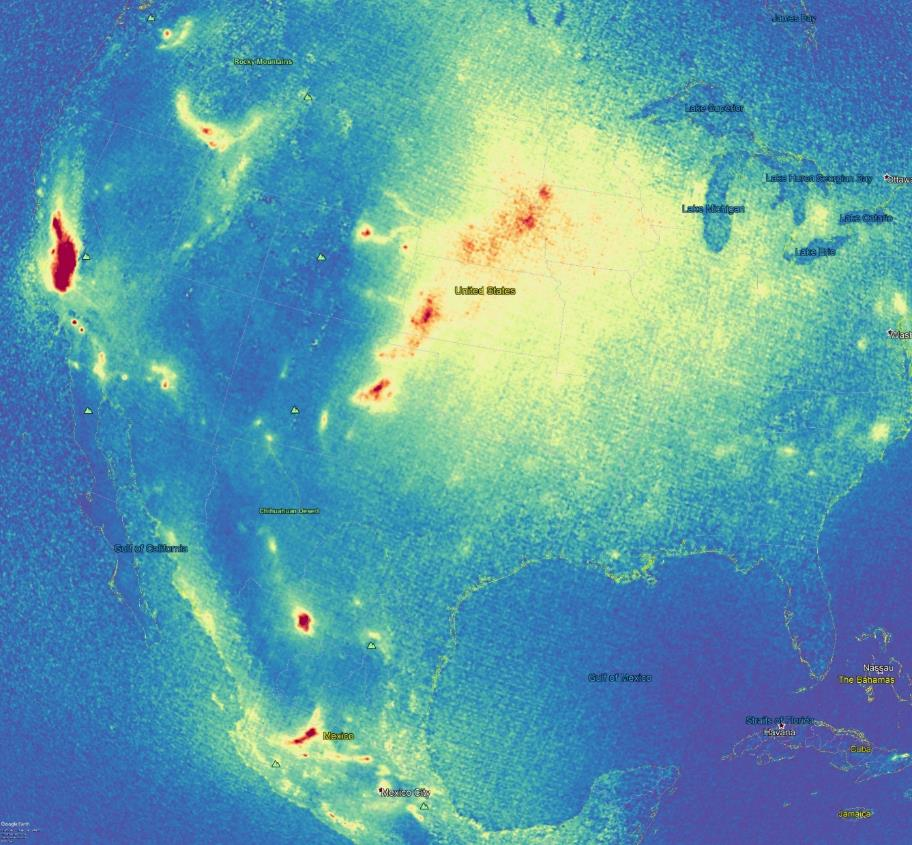 James Bay
Rocky Mountains
Lake Superior
Lake Huron
Georgian Bay
Ottawa
Lake Michigan
Lake Ontario
Lake Erie
United States
Wash
Chihuahuan Desert
Gulf of California
Gulf of Mexico
Nassau
The Bahamas
Straits of Florida
Havana
Mexico
Cuba
Mexico City
Jamaica
Google Earth